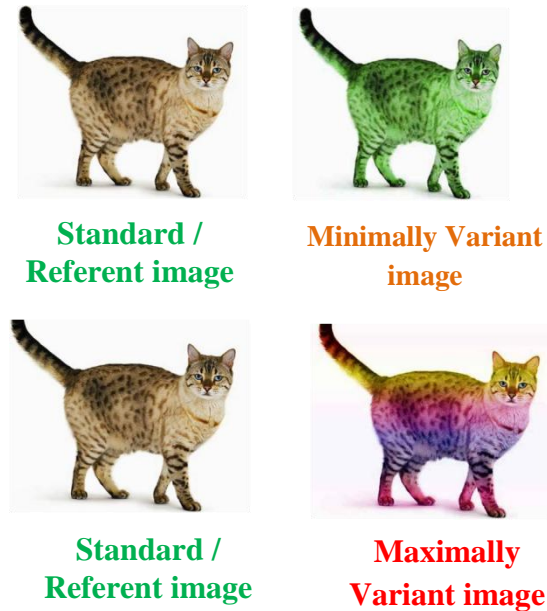 Standard /
Referent image
Minimally Variant
image
Standard /
Referent image
Maximally
Variant image